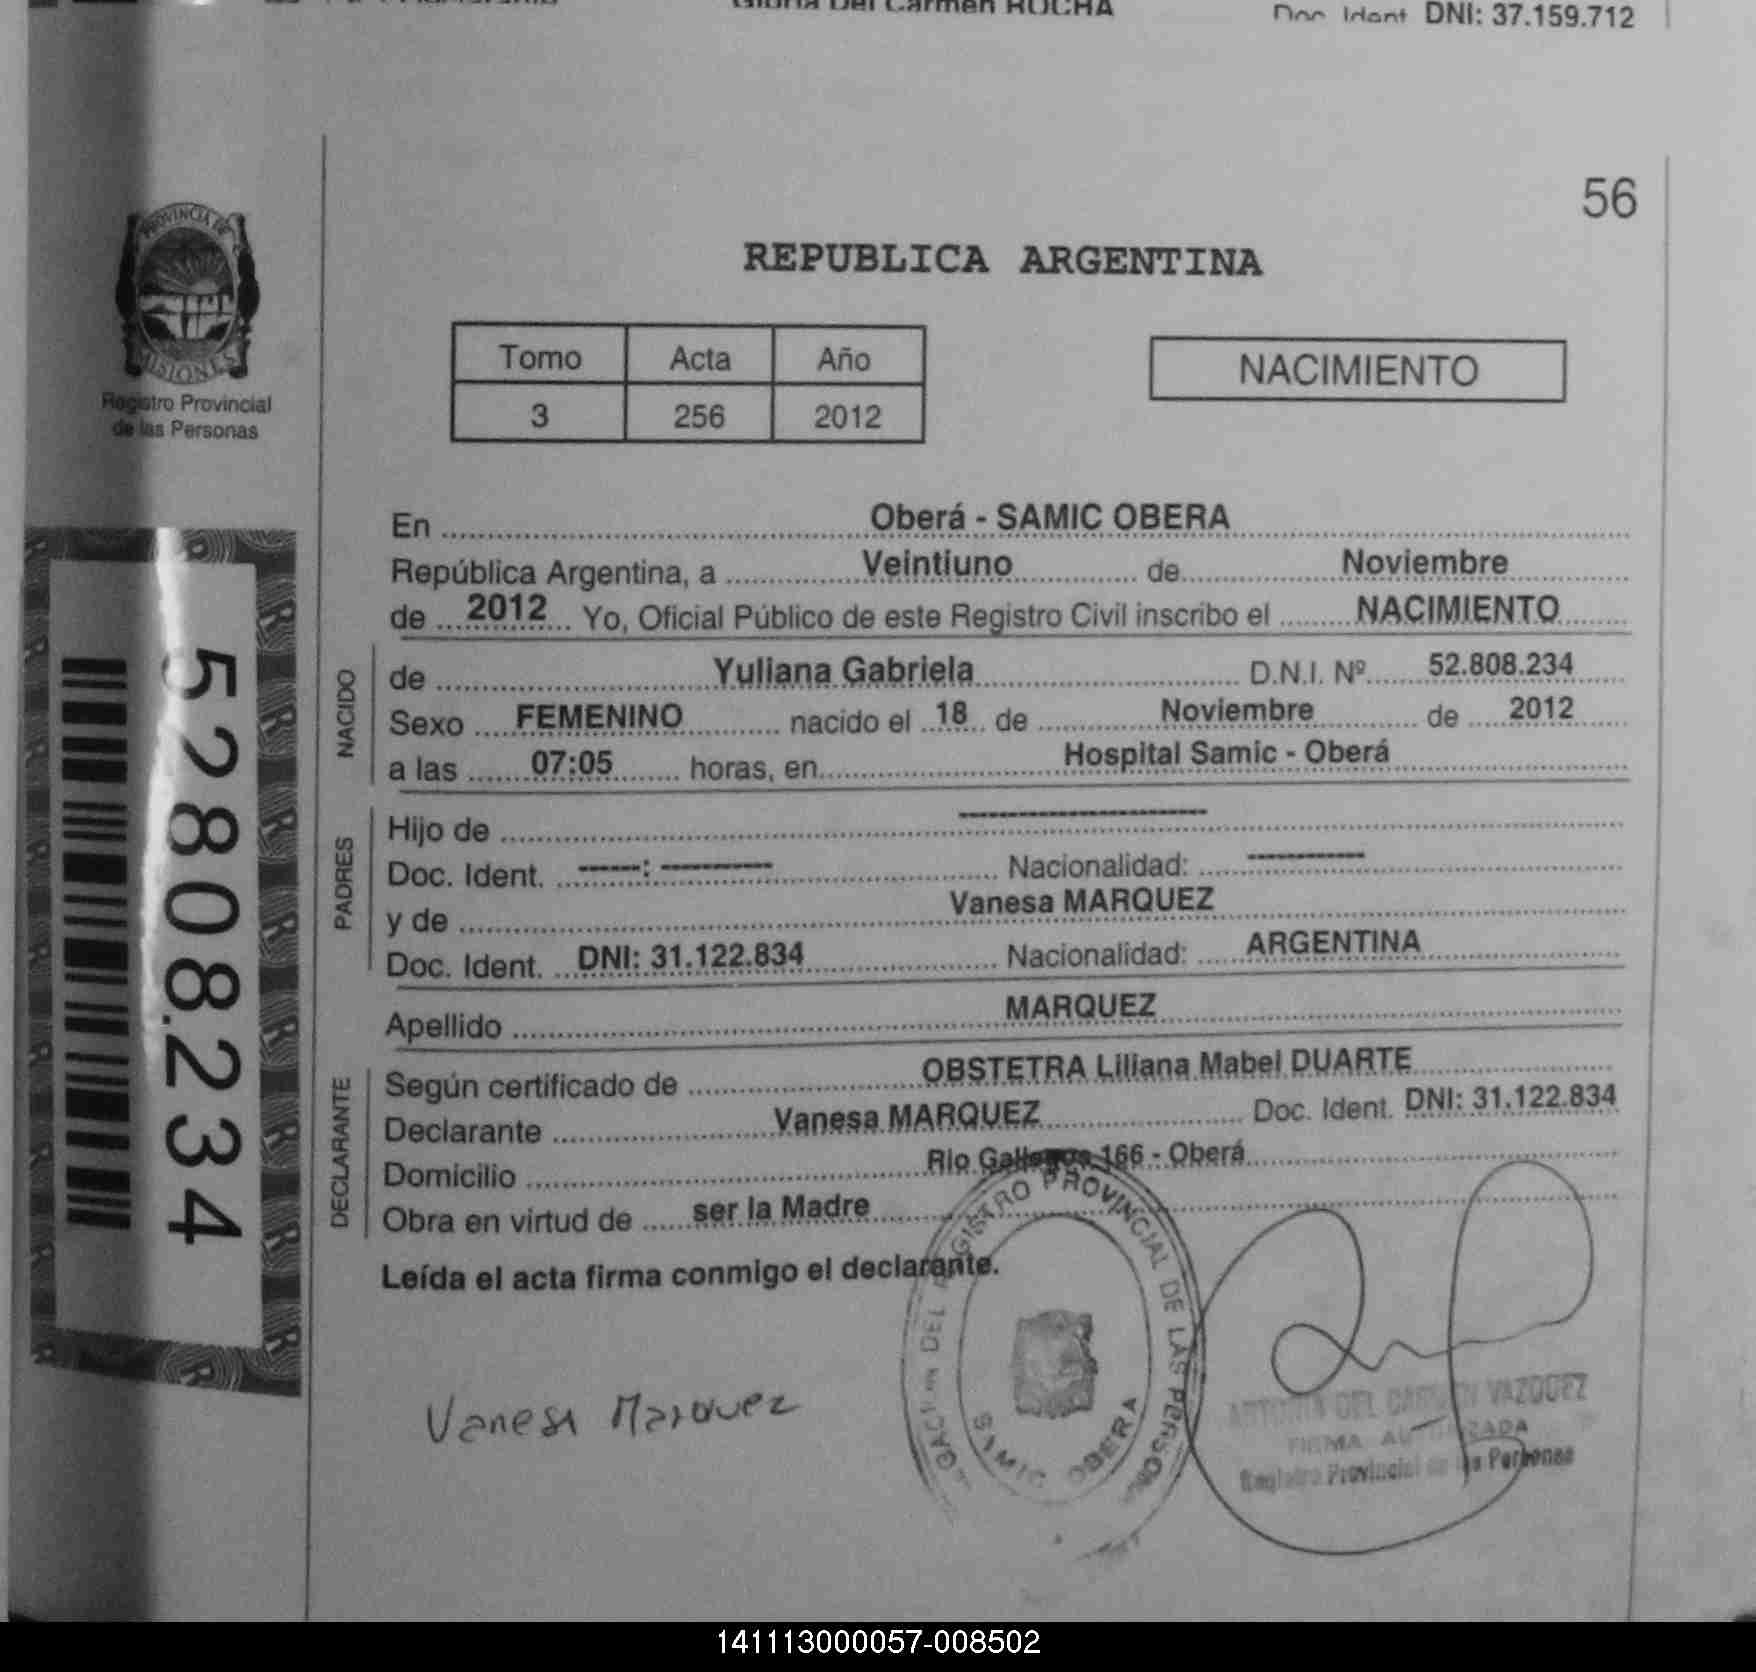 Gloria Del Carmen ROCHA
Doc. Ident. DNI: 37.159.712
56
PROVINCIA DE
MISIONES
Registro Provincial
de las Personas
REPUBLICA ARGENTINA
Tomo Acta Año
3 256 2012
NACIMIENTO
En Oberá - SAMIC OBERA
República Argentina, a Veintiuno de Noviembre
de 2012 Yo, Oficial Público de este Registro Civil inscribo el NACIMIENTO
NACIDO
de Yuliana Gabriela D.N.I. Nº 52.808.234
Sexo FEMENINO nacido el 18 de Noviembre de 2012
a las 07:05 horas, en Hospital Samic - Oberá
PADRES
Hijo de --------------------
Doc. Ident. -----: --------- Nacionalidad: ----------
y de Vanesa MARQUEZ
Doc. Ident. DNI: 31.122.834 Nacionalidad: ARGENTINA
Apellido MARQUEZ
DECLARANTE
Según certificado de OBSTETRA Liliana Mabel DUARTE
Declarante Vanesa MARQUEZ Doc. Ident. DNI: 31.122.834
Domicilio Rio Gallegos 166 - Oberá
Obra en virtud de ser la Madre
Leída el acta firma conmigo el declarante.
52808.234
Vanesa Marquez
DEL REGISTRO PROVINCIAL DE LAS PERSONAS
SAMIC OBERA
ANTONIA DEL CARMEN VAZQUEZ
FIRMA AUTORIZADA
Registro Provincial de las Personas
141113000057-008502